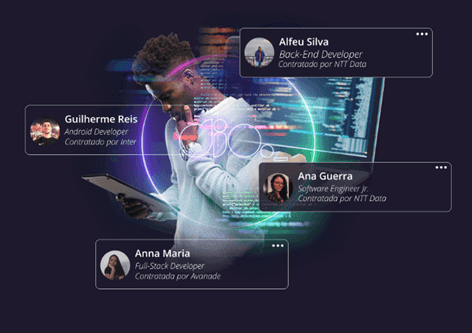 Alfeu Silva
Back-End Developer
Contratado por NTT Data
Guilherme Reis
Android Developer
Contratado por Inter
Ana Guerra
Software Engineer Jr.
Contratada por NTT Data
Anna Maria
Full-Stack Developer
Contratada por Avanade